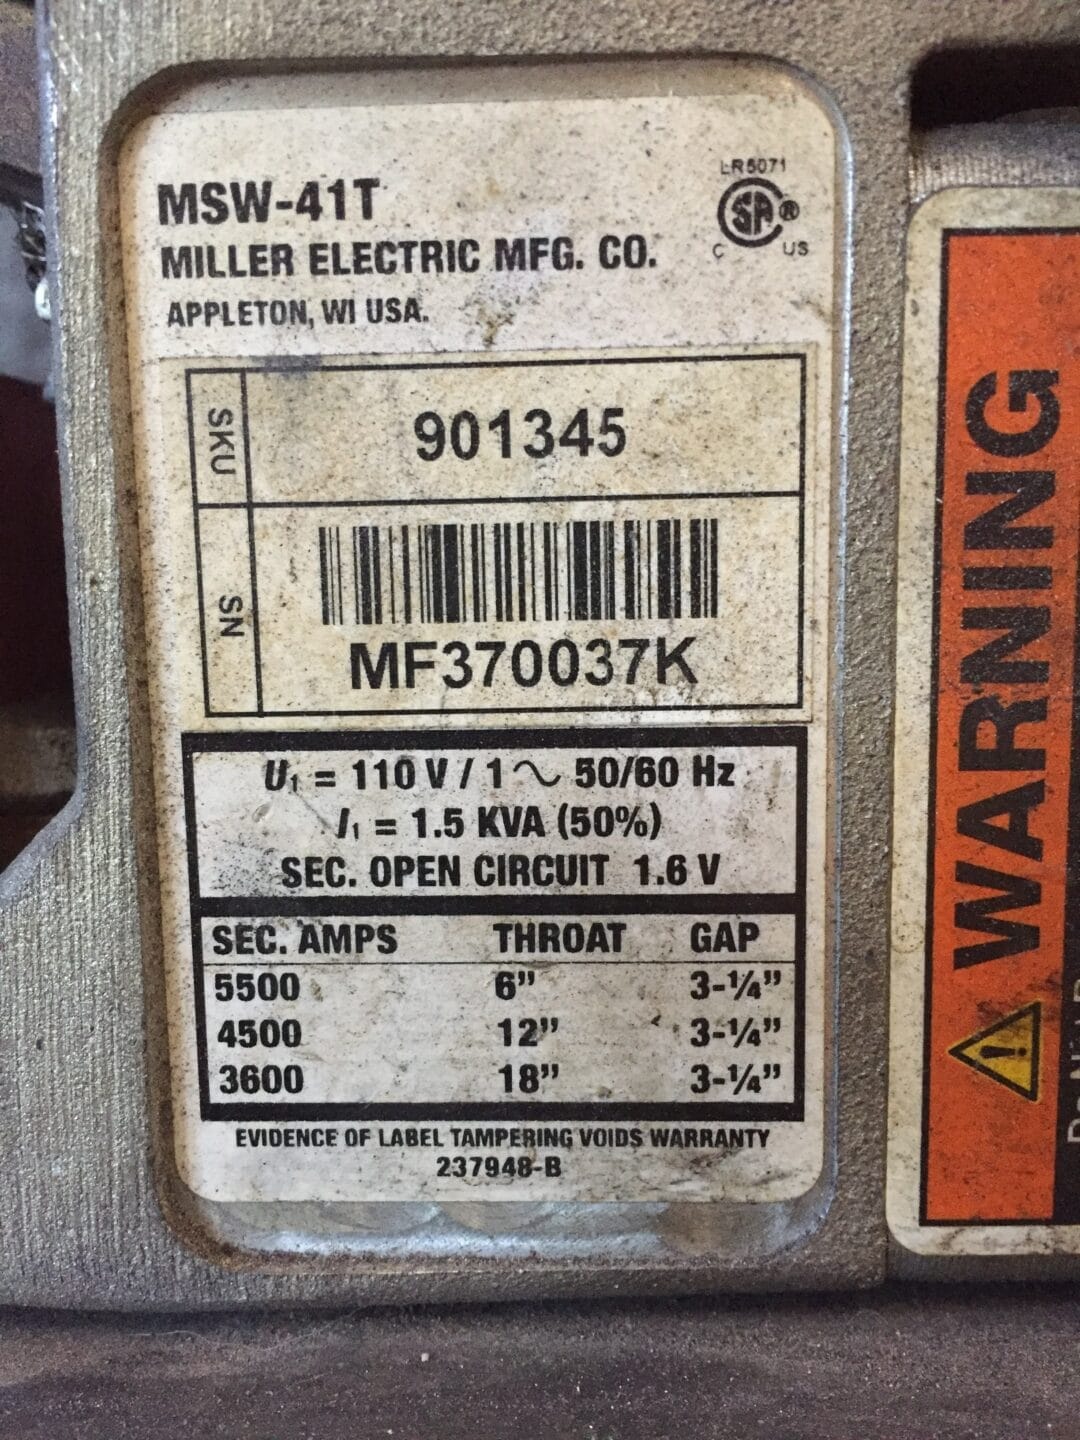 LR5071
SA®
C US
MSW-41T
MILLER ELECTRIC MFG. CO.
APPLETON, WI USA.
SKU
901345
SN
MF370037K
U₁ = 110 V / 1 ~ 50/60 Hz
I₁ = 1.5 KVA (50%)
SEC. OPEN CIRCUIT 1.6 V
SEC. AMPS THROAT GAP
5500 6” 3-¼”
4500 12” 3-¼”
3600 18” 3-¼”
EVIDENCE OF LABEL TAMPERING VOIDS WARRANTY
237948-B
WARNING